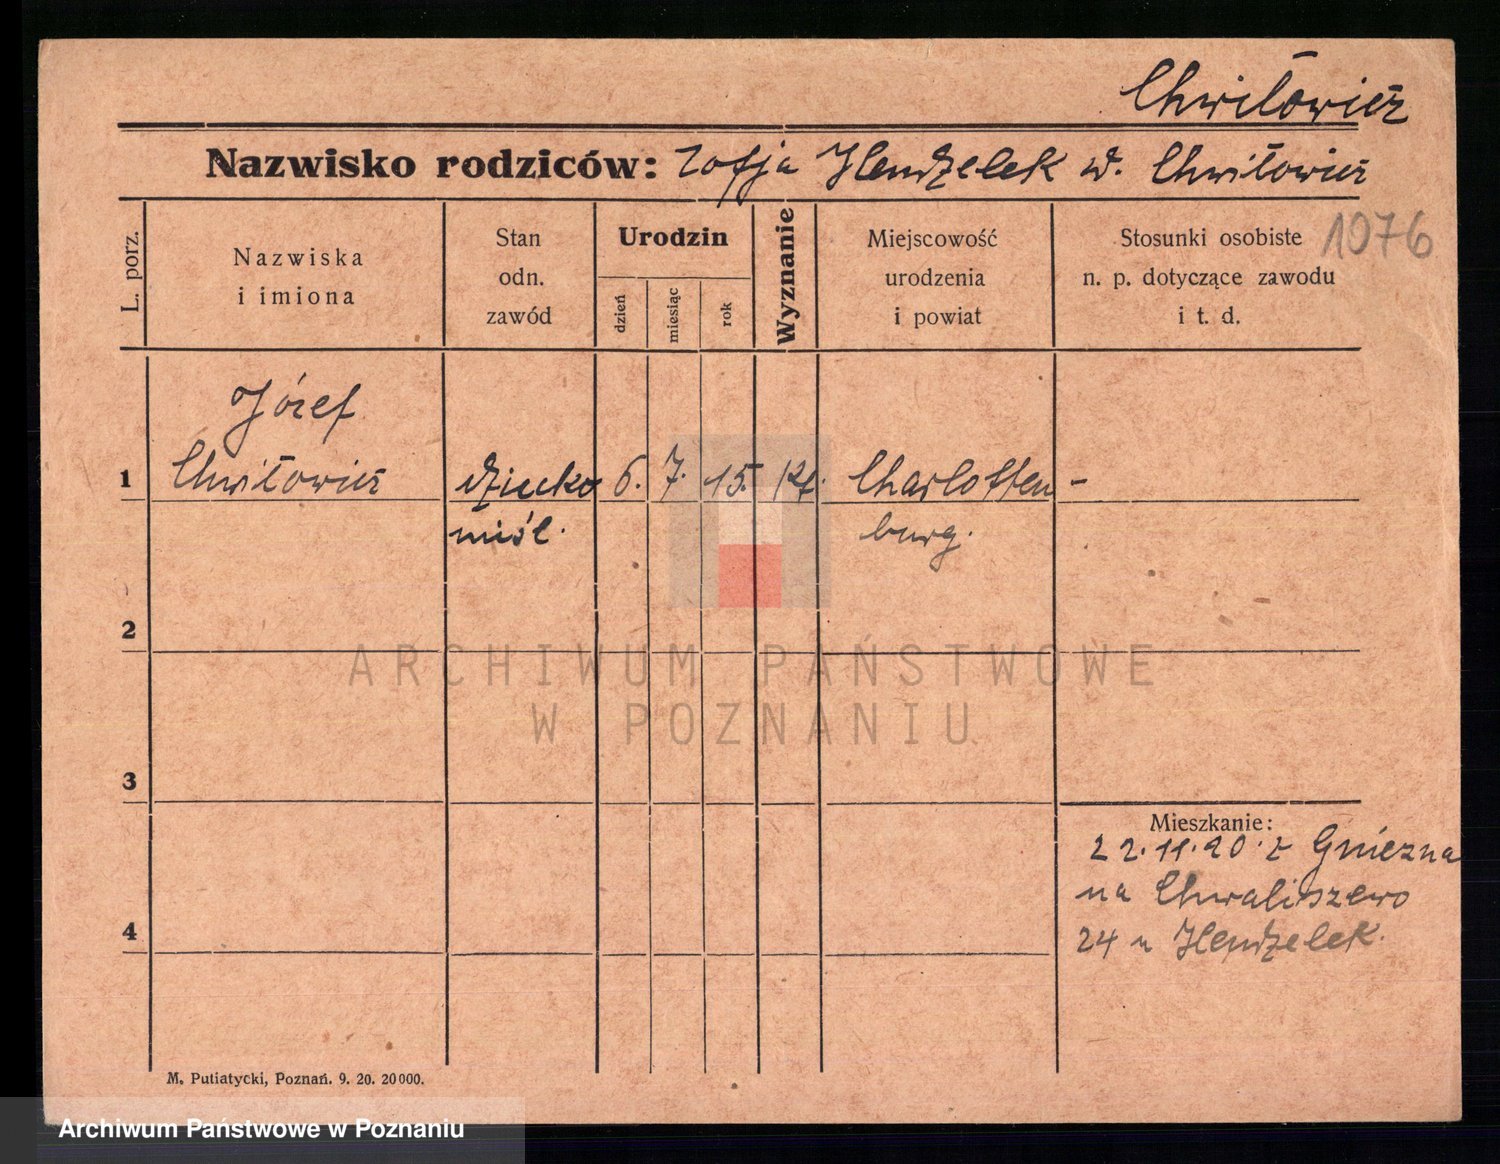 Chwiłowicz
Nazwisko rodziców: Zofja Hendzelek w. Chwiłowicz
1076
L. porz.
Nazwiska
i imiona
Stan
odn.
zawód
Urodzin
dzień
miesiąc
rok
Wyznanie
Miejscowość
urodzenia
i powiat
Stosunki osobiste
n. p. dotyczące zawodu
i t. d.
Józef
1 Chwiłowicz dziecko 6. 7. 15. kt. Charlotten –
burg.
2
ARCHIWUM PAŃSTWOWE
W POZNANIU
3
Mieszkanie:
22.11.20. z Gniezna
na Chwaliszewo
4 24 u Hendzelek.
M. Putiatycki, Poznań. 9. 20. 20000.
Archiwum Państwowe w Poznaniu